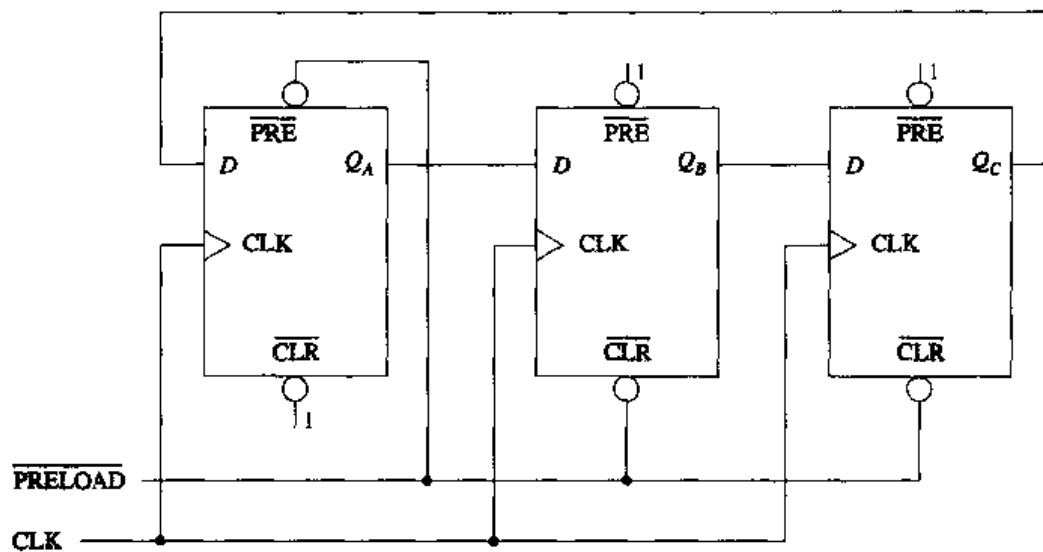 1 1
PRE PRE PRE
D Q_A D Q_B D Q_C
CLK CLK CLK
CLR CLR CLR
1
PRELOAD
CLK